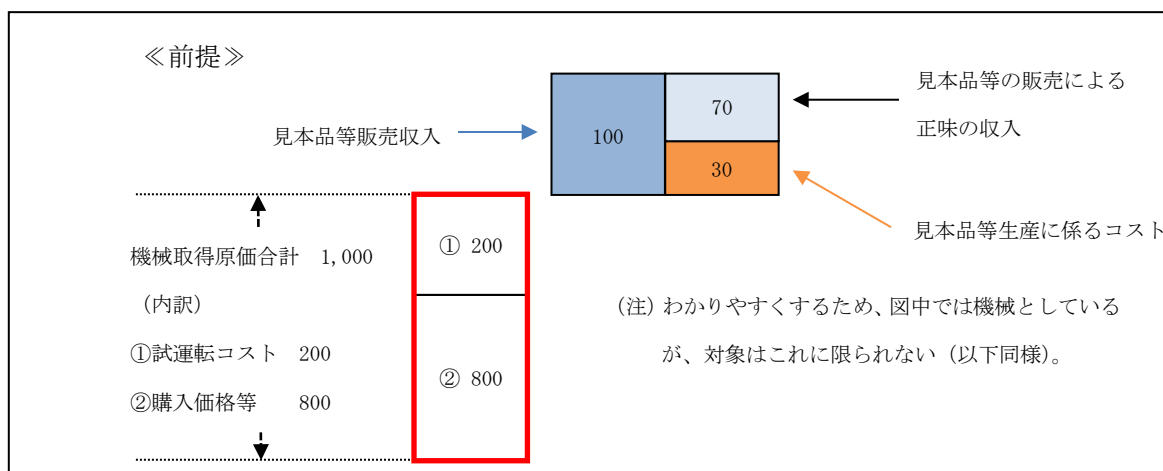 ≪前提≫
見本品等販売収入
100
70
30
見本品等の販売による
正味の収入
見本品等生産に係るコスト
機械取得原価合計 1,000
(内訳)
①試運転コスト 200
②購入価格等 800
① 200
② 800
(注) わかりやすくするため、図中では機械としている
が、対象はこれに限られない(以下同様)。